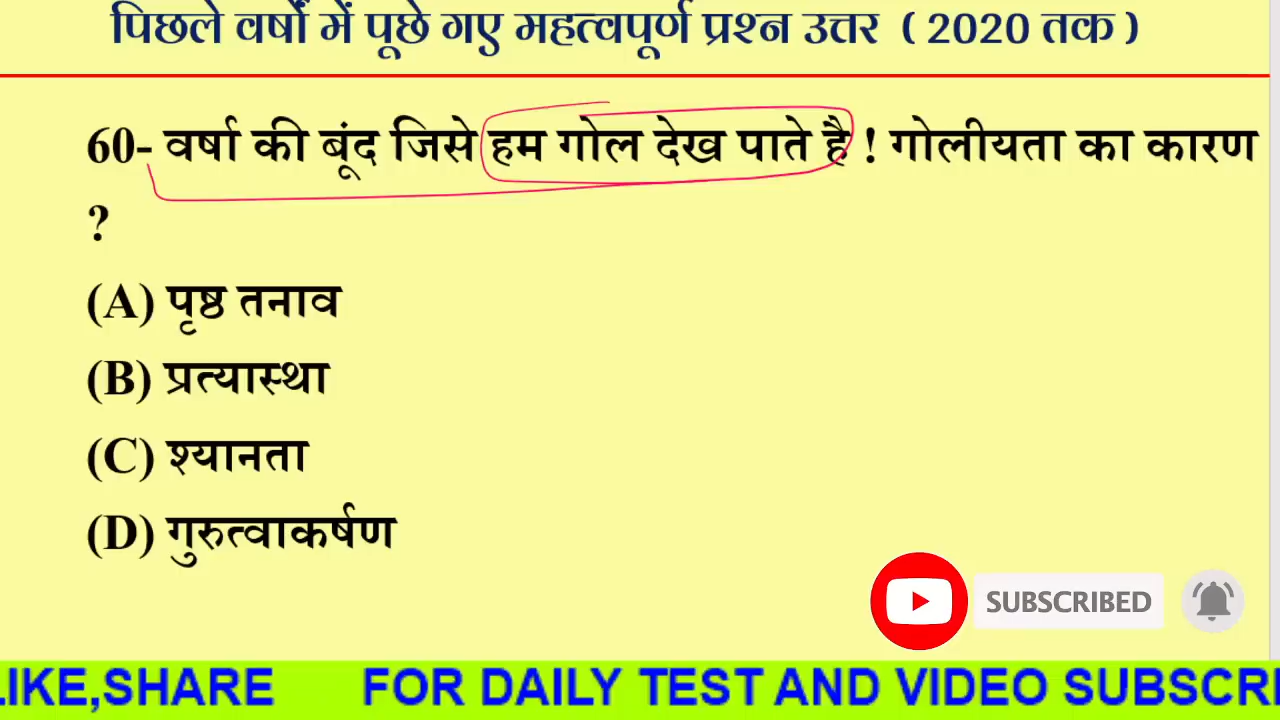 पिछले वर्षों में पूछे गए महत्वपूर्ण प्रश्न उत्तर ( 2020 तक )
60- वर्षा की बूंद जिसे हम गोल देख पाते है ! गोलीयता का कारण
?
(A) पृष्ठ तनाव
(B) प्रत्यास्था
(C) श्यानता
(D) गुरुत्वाकर्षण
SUBSCRIBED
LIKE,SHARE FOR DAILY TEST AND VIDEO SUBSCRI